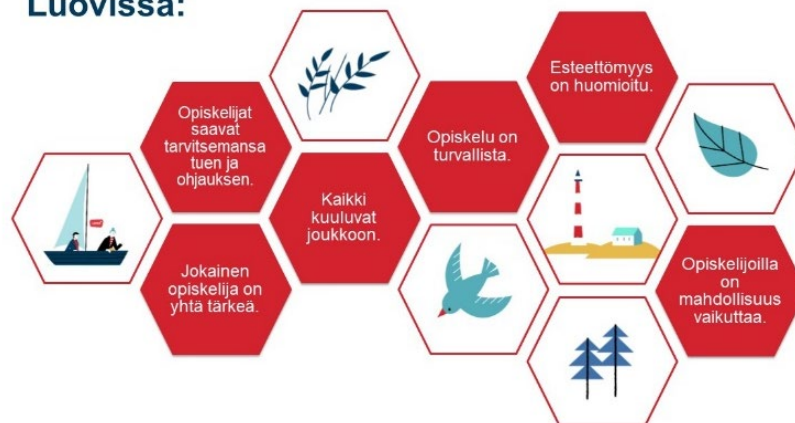 Luovissa:
Opiskelijat
saavat
tarvitsemansa
tuen ja
ohjauksen.
Jokainen
opiskelija on
yhtä tärkeä.
Kaikki
kuuluvat
joukkoon.
Opiskelu on
turvallista.
Esteettömyys
on huomioitu.
Opiskelijoilla
on
mahdollisuus
vaikuttaa.